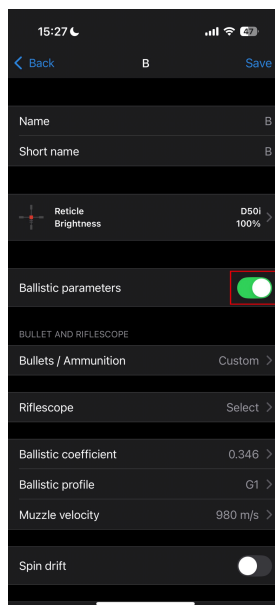 15:27
47
Back
B
Save
Name B
Short name B
Reticle D50i
Brightness 100%
Ballistic parameters
BULLET AND RIFLESCOPE
Bullets / Ammunition Custom
Riflescope Select
Ballistic coefficient 0.346
Ballistic profile G1
Muzzle velocity 980 m/s
Spin drift